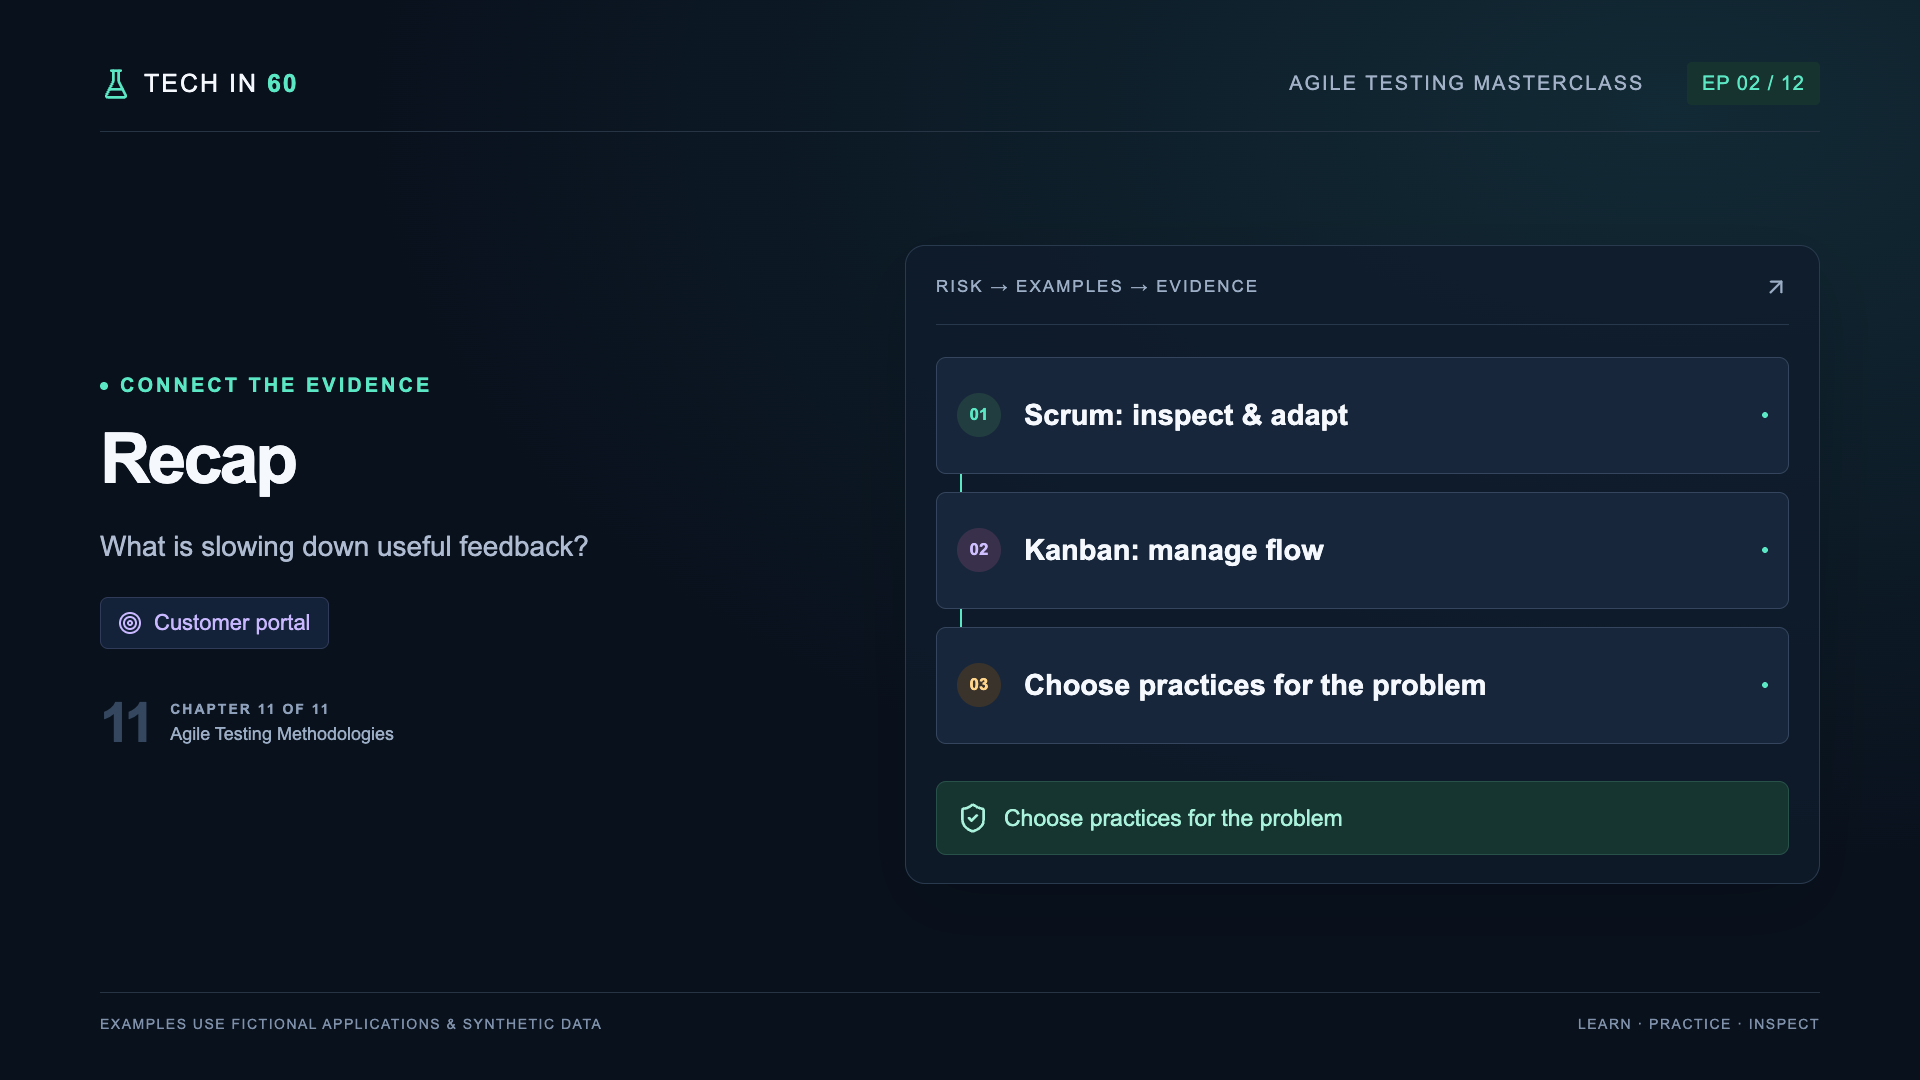 TECH IN 60
AGILE TESTING MASTERCLASS
EP 02 / 12
CONNECT THE EVIDENCE
Recap
What is slowing down useful feedback?
Customer portal
11
CHAPTER 11 OF 11
Agile Testing Methodologies
RISK → EXAMPLES → EVIDENCE
01
Scrum: inspect & adapt
02
Kanban: manage flow
03
Choose practices for the problem
Choose practices for the problem
EXAMPLES USE FICTIONAL APPLICATIONS & SYNTHETIC DATA
LEARN · PRACTICE · INSPECT